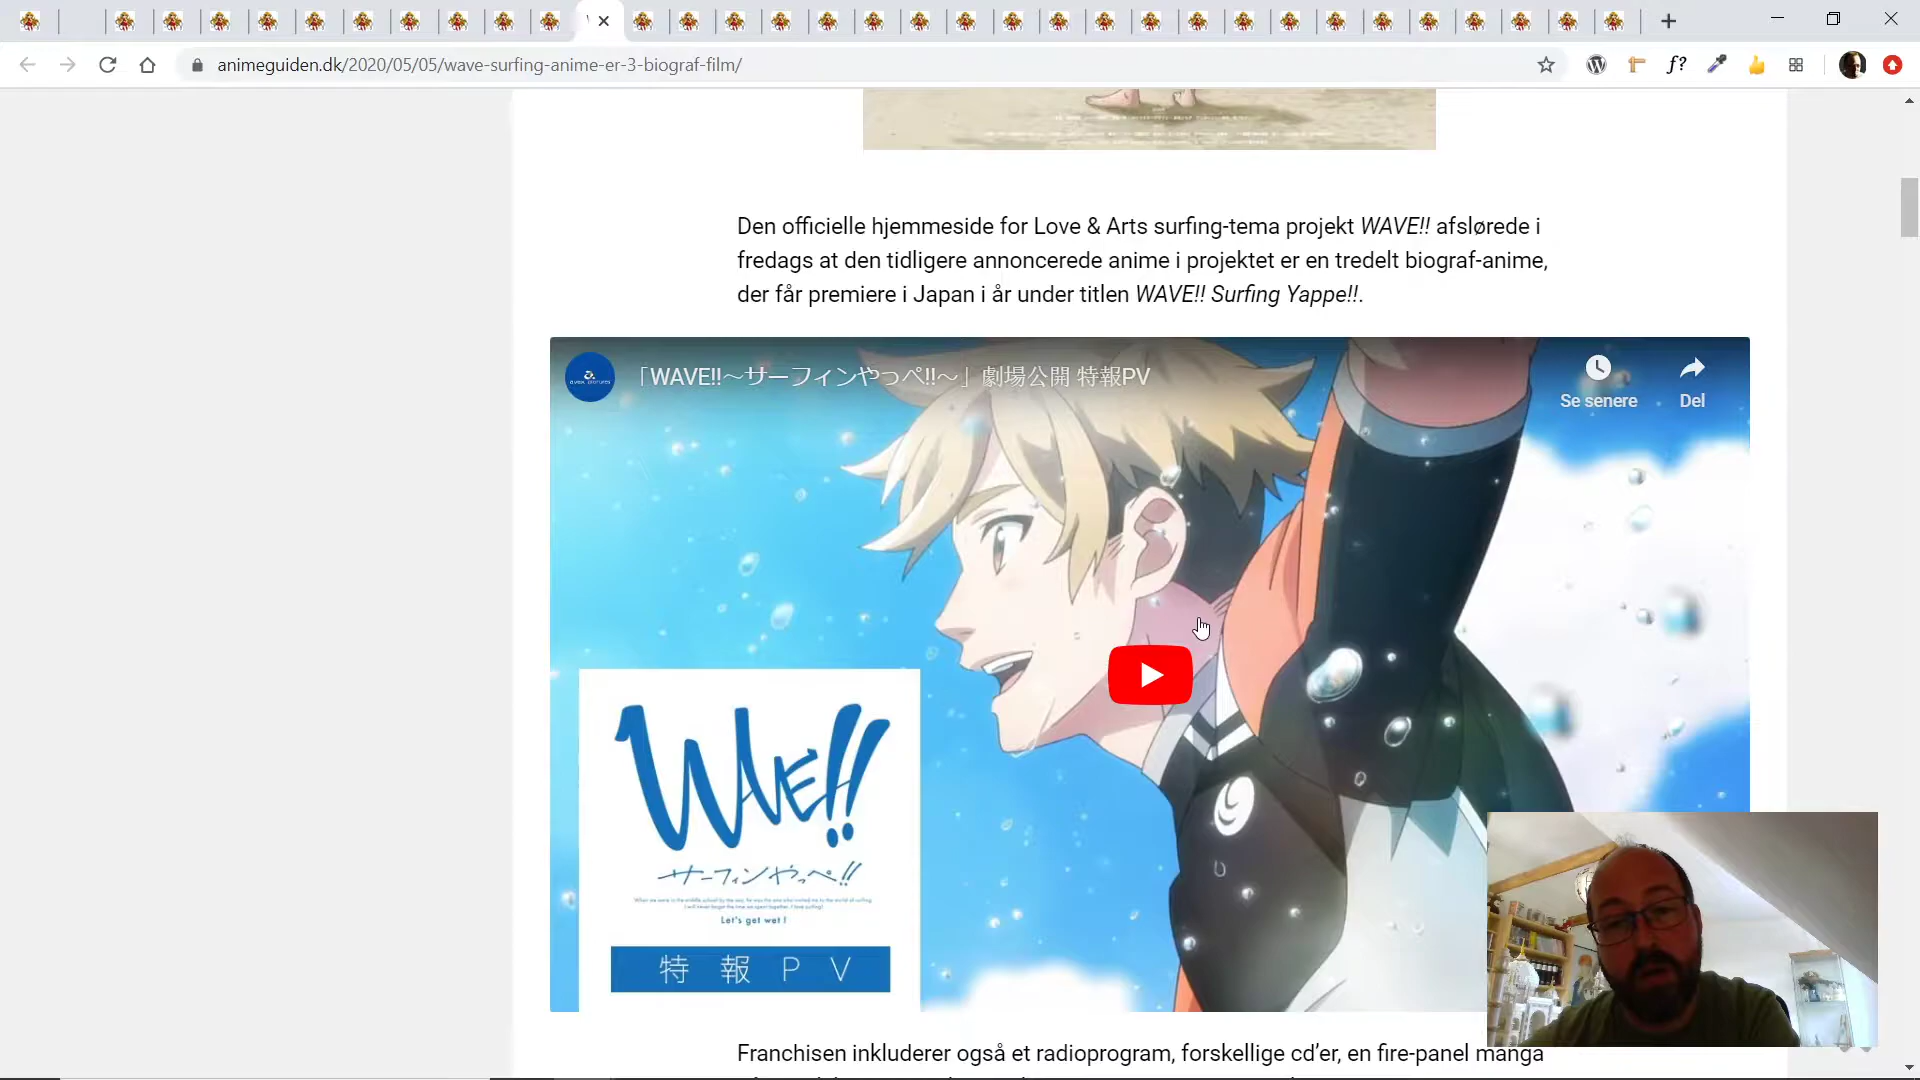 animeguiden.dk/2020/05/05/wave-surfing-anime-er-3-biograf-film/
f?
Den officielle hjemmeside for Love & Arts surfing-tema projekt WAVE!! afslørede i
fredags at den tidligere annoncerede anime i projektet er en tredelt biograf-anime,
der får premiere i Japan i år under titlen WAVE!! Surfing Yappe!!.
「WAVE!!～サーフィンやっぺ!!～」劇場公開 特報PV
Se senere
Del
WAVE!!
サーフィンやっぺ!!
Let's get wet !
特報PV
Franchisen inkluderer også et radioprogram, forskellige cd'er, en fire-panel manga